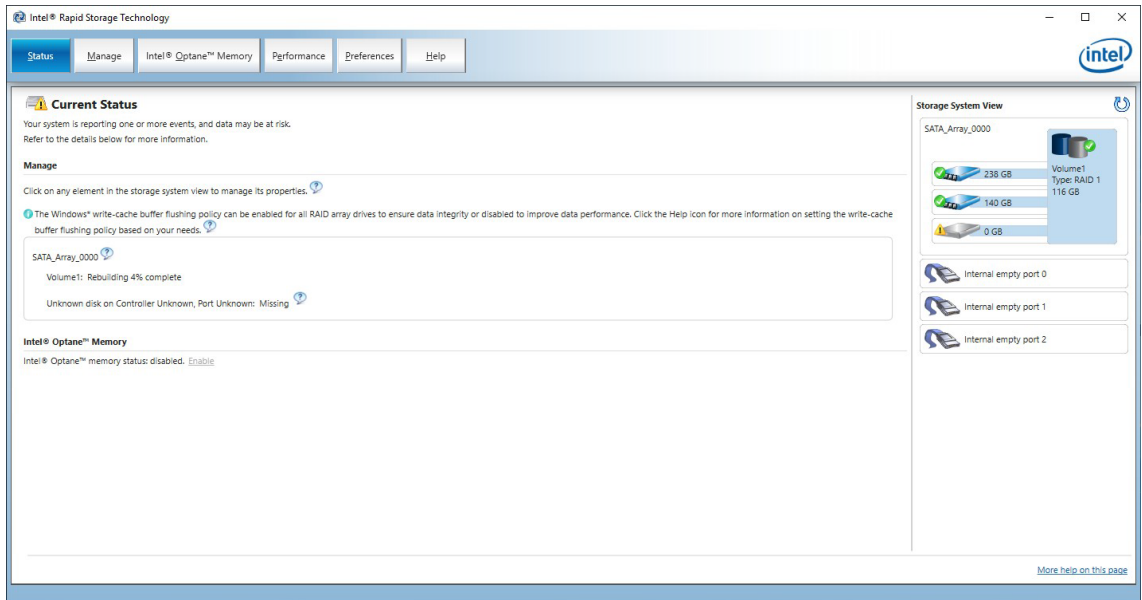 Intel® Rapid Storage Technology
Status
Manage
Intel® Optane™ Memory
Performance
Preferences
Help
intel
Current Status
Your system is reporting one or more events, and data may be at risk.
Refer to the details below for more information.
Manage
Click on any element in the storage system view to manage its properties.
The Windows* write-cache buffer flushing policy can be enabled for all RAID array drives to ensure data integrity or disabled to improve data performance. Click the Help icon for more information on setting the write-cache
buffer flushing policy based on your needs.
SATA_Array_0000
Volume1: Rebuilding 4% complete
Unknown disk on Controller Unknown, Port Unknown: Missing
Intel® Optane™ Memory
Intel® Optane™ memory status: disabled. Enable
Storage System View
SATA_Array_0000
238 GB
140 GB
0 GB
Volume1
Type: RAID 1
116 GB
Internal empty port 0
Internal empty port 1
Internal empty port 2
More help on this page